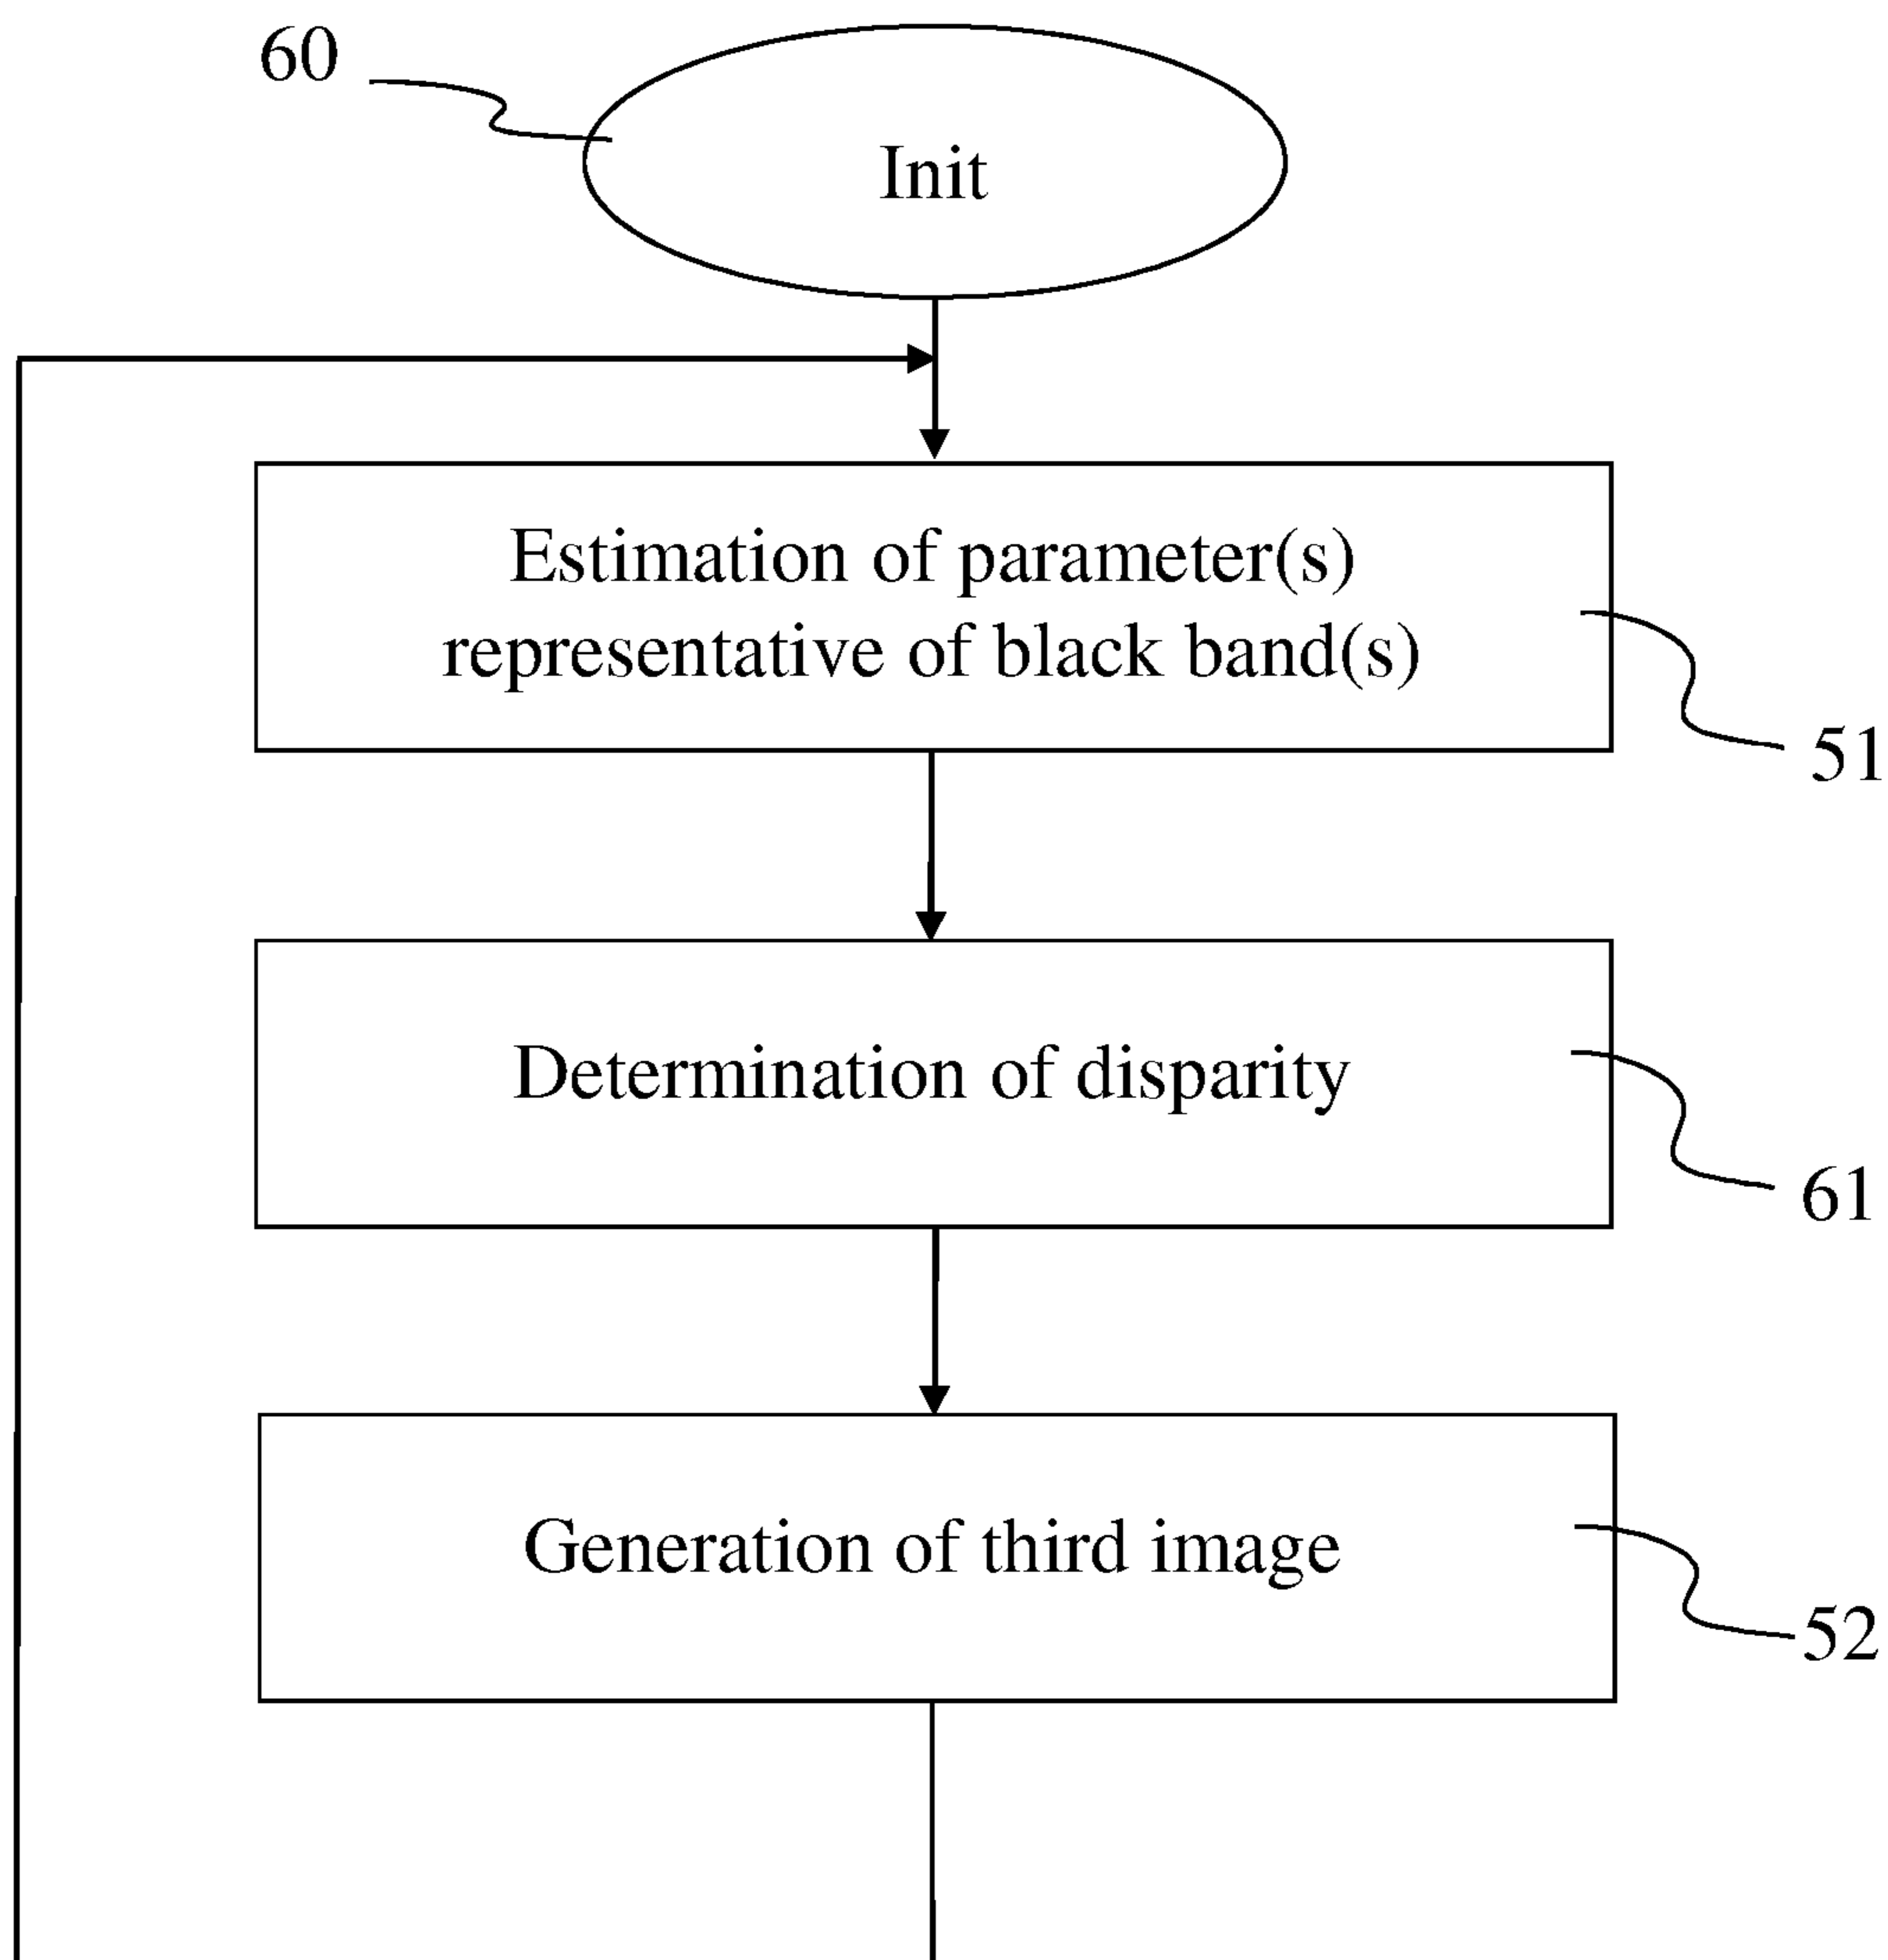 60
Init
Estimation of parameter(s)
representative of black band(s)
51
Determination of disparity
61
Generation of third image
52